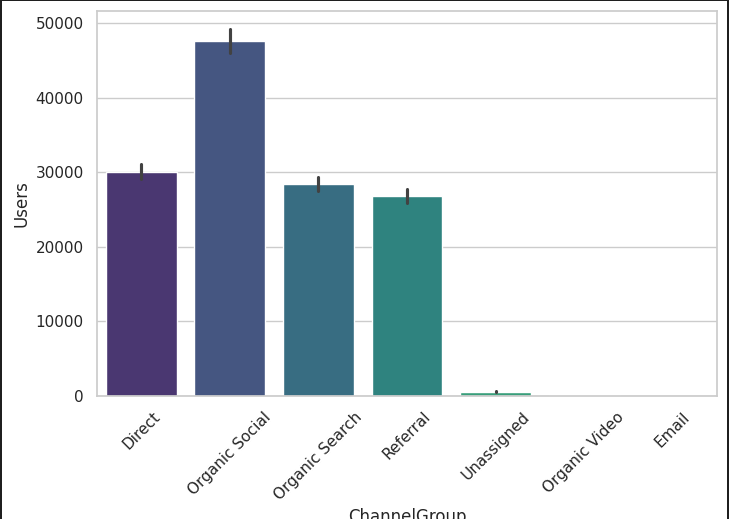 50000
40000
30000
20000
10000
0
Users
Direct
Organic Social
Organic Search
Referral
Unassigned
Organic Video
Email
ChannelGroup